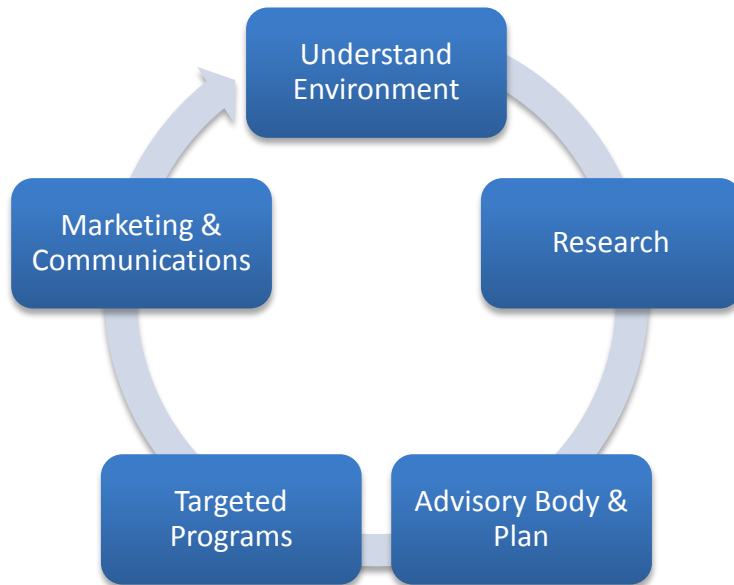 Understand
Environment
Research
Advisory Body &
Plan
Targeted
Programs
Marketing &
Communications